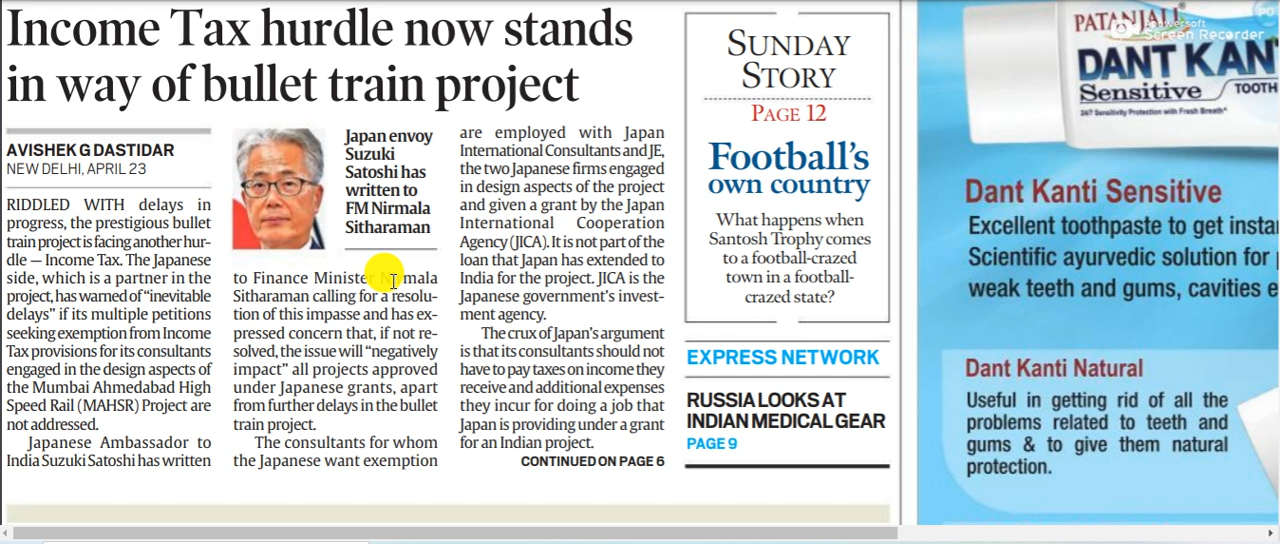 Income Tax hurdle now stands
in way of bullet train project
AVISHEK G DASTIDAR
NEW DELHI, APRIL 23
RIDDLED WITH delays in
progress, the prestigious bullet
train project is facing another hur-
dle — Income Tax. The Japanese
side, which is a partner in the
project, has warned of “inevitable
delays” if its multiple petitions
seeking exemption from Income
Tax provisions for its consultants
engaged in the design aspects of
the Mumbai Ahmedabad High
Speed Rail (MAHSR) Project are
not addressed.
Japanese Ambassador to
India Suzuki Satoshi has written
Japan envoy
Suzuki
Satoshi has
written to
FM Nirmala
Sitharaman
to Finance Minister Nirmala
Sitharaman calling for a resolu-
tion of this impasse and has ex-
pressed concern that, if not re-
solved, the issue will “negatively
impact” all projects approved
under Japanese grants, apart
from further delays in the bullet
train project.
The consultants for whom
the Japanese want exemption
are employed with Japan
International Consultants and JE,
the two Japanese firms engaged
in design aspects of the project
and given a grant by the Japan
International Cooperation
Agency (JICA). It is not part of the
loan that Japan has extended to
India for the project. JICA is the
Japanese government’s invest-
ment agency.
The crux of Japan’s argument
is that its consultants should not
have to pay taxes on income they
receive and additional expenses
they incur for doing a job that
Japan is providing under a grant
for an Indian project.
CONTINUED ON PAGE 6
SUNDAY
STORY
PAGE 12
Football’s
own country
What happens when
Santosh Trophy comes
to a football-crazed
town in a football-
crazed state?
EXPRESS NETWORK
RUSSIA LOOKS AT
INDIAN MEDICAL GEAR
PAGE 9
PATANJALI®
DANT KAN
Sensitive TOOTH
24/7 Sensitivity Protection with Fresh Breath*
Screen Recorder
Dant Kanti Sensitive
Excellent toothpaste to get insta
Scientific ayurvedic solution for
weak teeth and gums, cavities e
Dant Kanti Natural
Useful in getting rid of all the
problems related to teeth and
gums & to give them natural
protection.